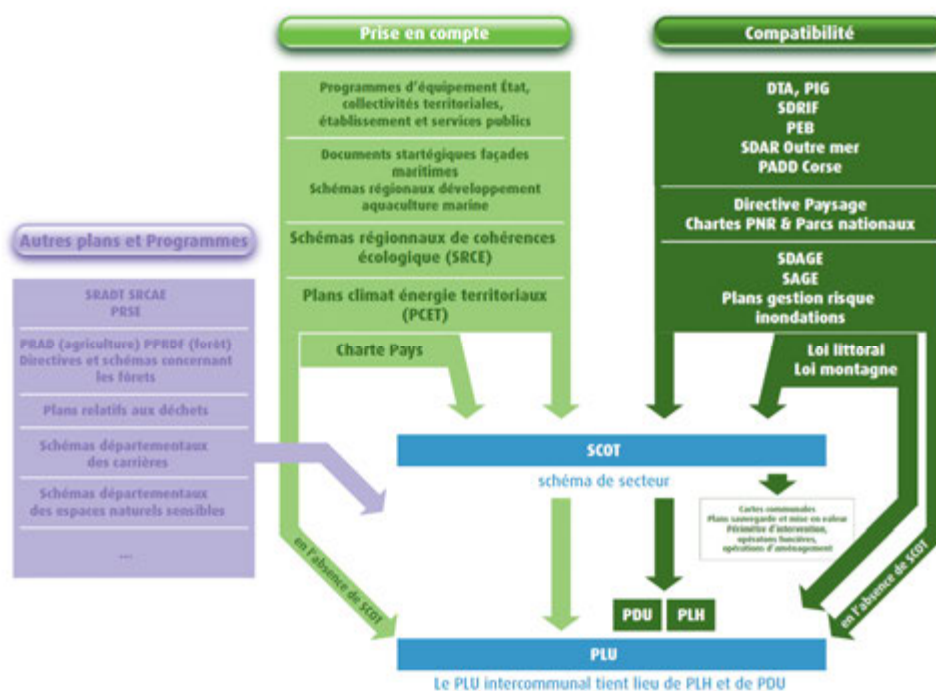 Prise en compte
Programmes d'équipement État,
collectivités territoriales,
établissement et services publics
Documents startégiques façades
maritimes
Schémas régionaux développement
aquaculture marine
Schémas régionnaux de cohérences
écologique (SRCE)
Plans climat énergie territoriaux
(PCET)
Charte Pays
Compatibilité
DTA, PIG
SDRIF
PEB
SDAR Outre mer
PADD Corse
Directive Paysage
Chartes PNR & Parcs nationaux
SDAGE
SAGE
Plans gestion risque
inondations
Loi littoral
Loi montagne
Autres plans et Programmes
SRADT SRCAE
PRSE
PRAD (agriculture) PPRDF (forêt)
Directives et schémas concernant
les fôrets
Plans relatifs aux déchets
Schémas départementaux
des carrières
Schémas départementaux
des espaces naturels sensibles
...
SCOT
schéma de secteur
Cartes communales
Plans sauvegarde et mise en valeur
Périmètre d'intervention,
opératons foncières,
opérations d'aménagement
en l'absence de SCOT
en l'absence de SCOT
PDU
PLH
PLU
Le PLU intercommunal tient lieu de PLH et de PDU